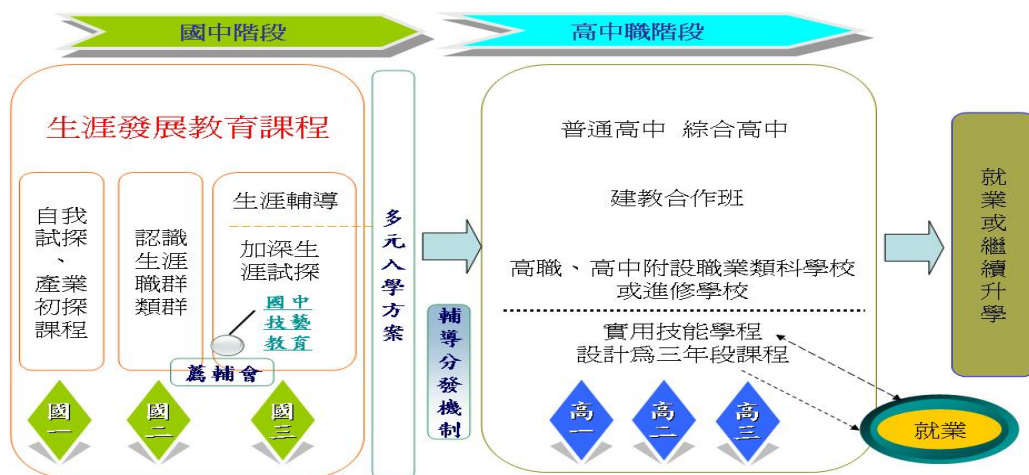 國中階段
高中職階段
生涯發展教育課程
自我
試探
、
產業
初探
課程
認識
生涯
職群
類群
生涯輔導
加深生
涯試探
國中
技藝
教育
薦輔會
國一
國二
國三
多元入學方案
輔導分發機制
普通高中 綜合高中
建教合作班
高職、高中附設職業類科學校
或進修學校
實用技能學程
設計爲三年段課程
高一
高二
高三
就業或繼續升學
就業